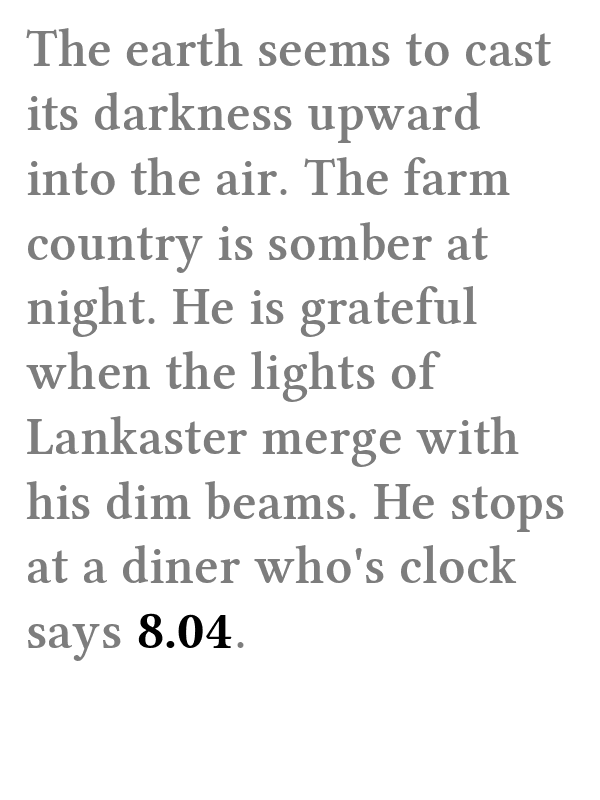 The earth seems to cast
its darkness upward
into the air. The farm
country is somber at
night. He is grateful
when the lights of
Lankaster merge with
his dim beams. He stops
at a diner who's clock
says 8.04.